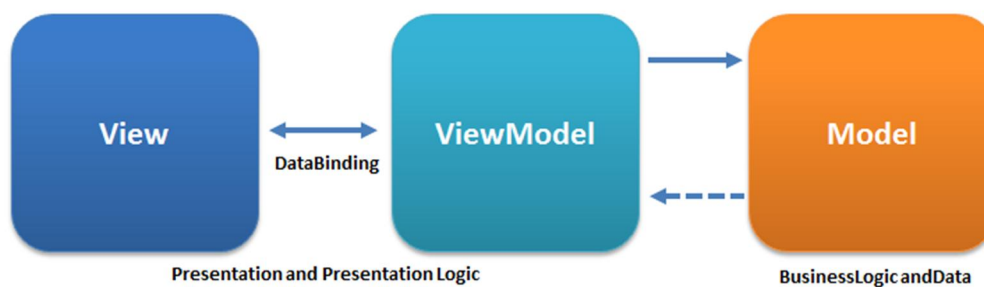 View
ViewModel
Model
DataBinding
Presentation and Presentation Logic
BusinessLogic andData